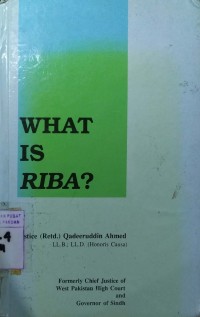 WHAT
IS
RIBA?
stice (Retd.) Qadeeruddin Ahmed
LL.B.; LL.D. (Honoris Causa)
Formerly Chief Justice of
West Pakistan High Court
and
Governor of Sindh